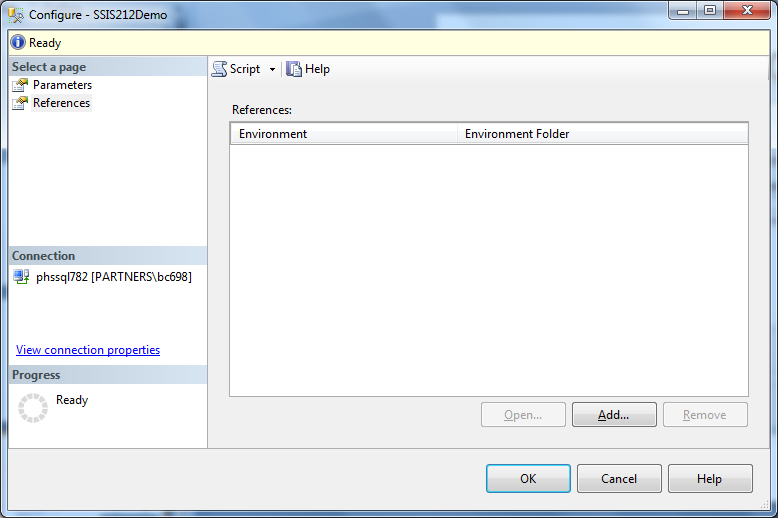 Configure - SSIS212Demo
Ready
Select a page
Parameters
References
Script
Help
References:
Environment
Environment Folder
Connection
phssql782 [PARTNERS\bc698]
View connection properties
Progress
Ready
Open...
Add...
Remove
OK
Cancel
Help